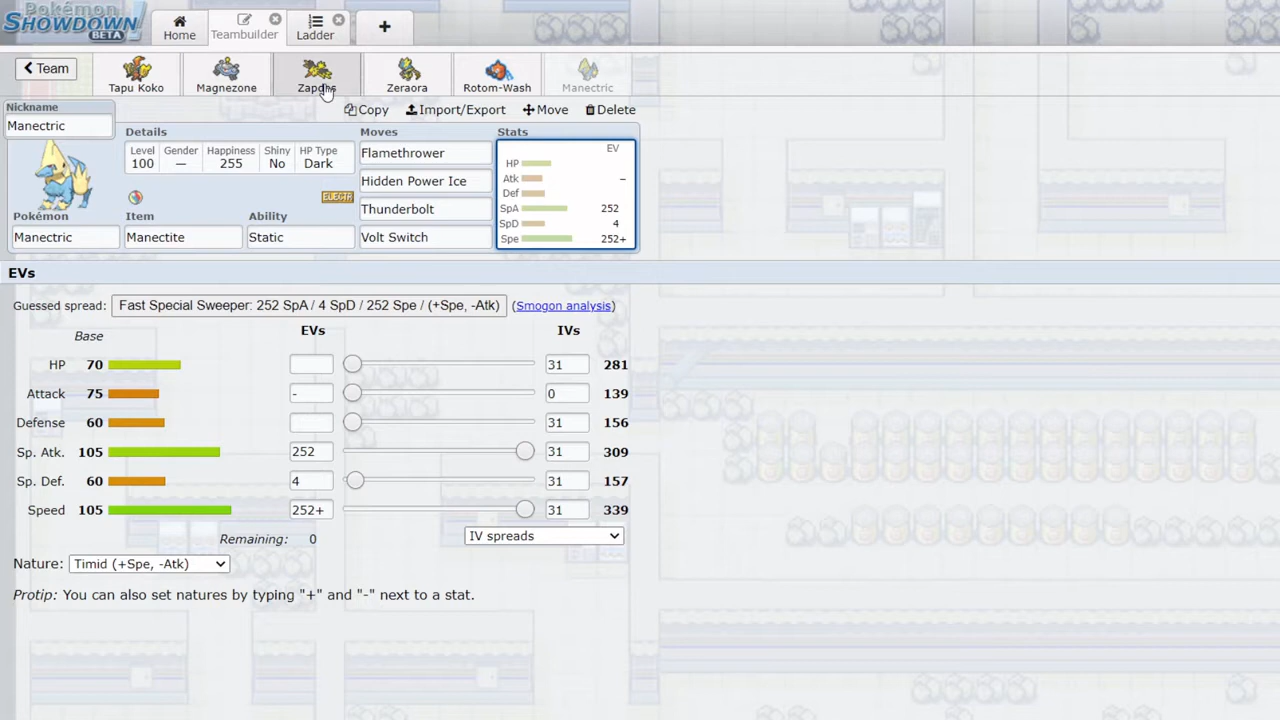 Pokémon
SHOWDOWN!
BETA
Home
Teambuilder
Ladder
+
Team
Tapu Koko
Magnezone
Zapdos
Zeraora
Rotom-Wash
Manectric
Nickname
Manectric
Copy
Import/Export
Move
Delete
Details
Level Gender Happiness Shiny HP Type
100 — 255 No Dark
ELECTR
Pokémon
Manectric
Item
Manectite
Ability
Static
Moves
Flamethrower
Hidden Power Ice
Thunderbolt
Volt Switch
Stats
EV
HP
Atk –
Def
SpA 252
SpD 4
Spe 252+
EVs
Guessed spread: Fast Special Sweeper: 252 SpA / 4 SpD / 252 Spe / (+Spe, -Atk) (Smogon analysis)
Base EVs IVs
HP 70 31 281
Attack 75 - 0 139
Defense 60 31 156
Sp. Atk. 105 252 31 309
Sp. Def. 60 4 31 157
Speed 105 252+ 31 339
Remaining: 0 IV spreads
Nature: Timid (+Spe, -Atk)
Protip: You can also set natures by typing "+" and "-" next to a stat.